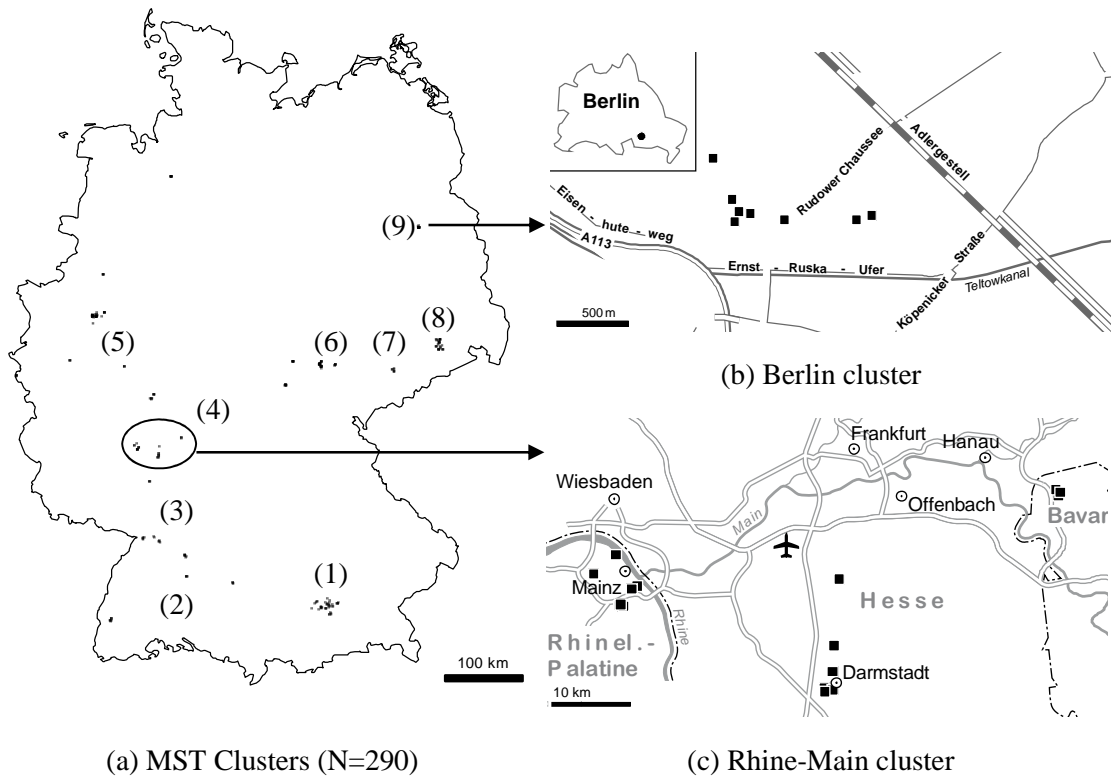 (9)
(8)
(5)
(6)
(7)
(4)
(3)
(1)
(2)
100 km
(a) MST Clusters (N=290)
Berlin
Adlergestell
Rudower Chaussee
Eisen - hute - weg
A113
Ernst - Ruska - Ufer
Köpenicker Straße
Teltowkanal
500 m
(b) Berlin cluster
Frankfurt
Hanau
Wiesbaden
Offenbach
Bavar
Main
Mainz
Hesse
Rhine
Rhinel.-
Palatine
Darmstadt
10 km
(c) Rhine-Main cluster